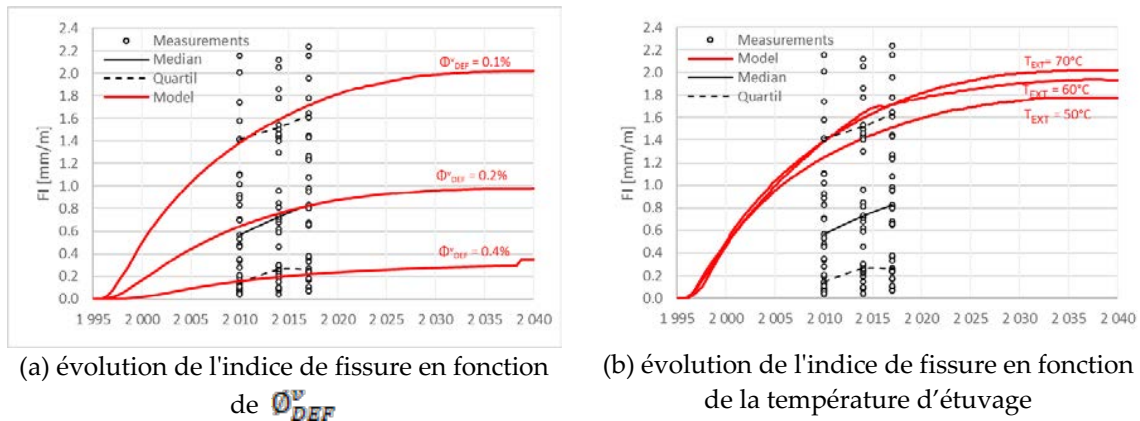 2.4
2.2
2.0
1.8
1.6
1.4
1.2
1.0
0.8
0.6
0.4
0.2
0.0
FI [mm/m]
Measurements
Median
Quartil
Model
Φᵛ_DEF = 0.1%
Φᵛ_DEF = 0.2%
Φᵛ_DEF = 0.4%
1 995 2 000 2 005 2 010 2 015 2 020 2 025 2 030 2 035 2 040
(a) évolution de l'indice de fissure en fonction
de Ø^v_DEF
2.4
2.2
2.0
1.8
1.6
1.4
1.2
1.0
0.8
0.6
0.4
0.2
0.0
FI [mm/m]
Measurements
Model
Median
Quartil
T_EXT= 70°C
T_EXT = 60°C
T_EXT = 50°C
1 995 2 000 2 005 2 010 2 015 2 020 2 025 2 030 2 035 2 040
(b) évolution de l'indice de fissure en fonction
de la température d’étuvage